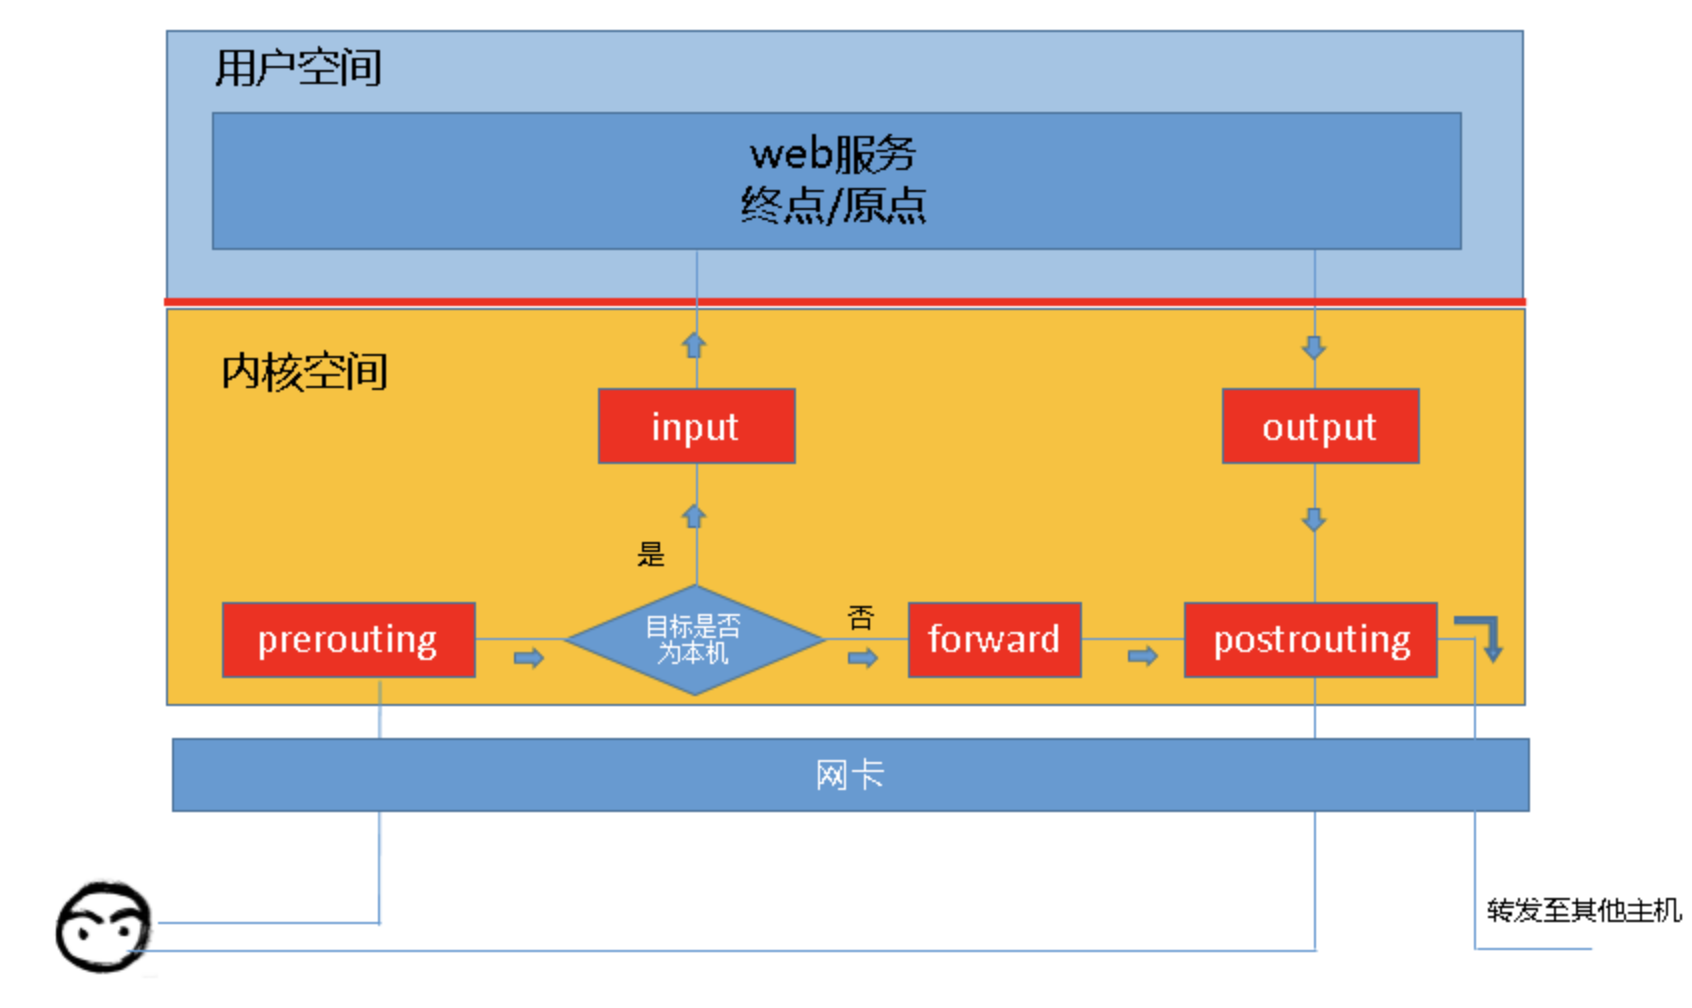 用户空间
web服务
终点/原点
内核空间
input
output
是
prerouting
目标是否
为本机
否
forward
postrouting
网卡
转发至其他主机